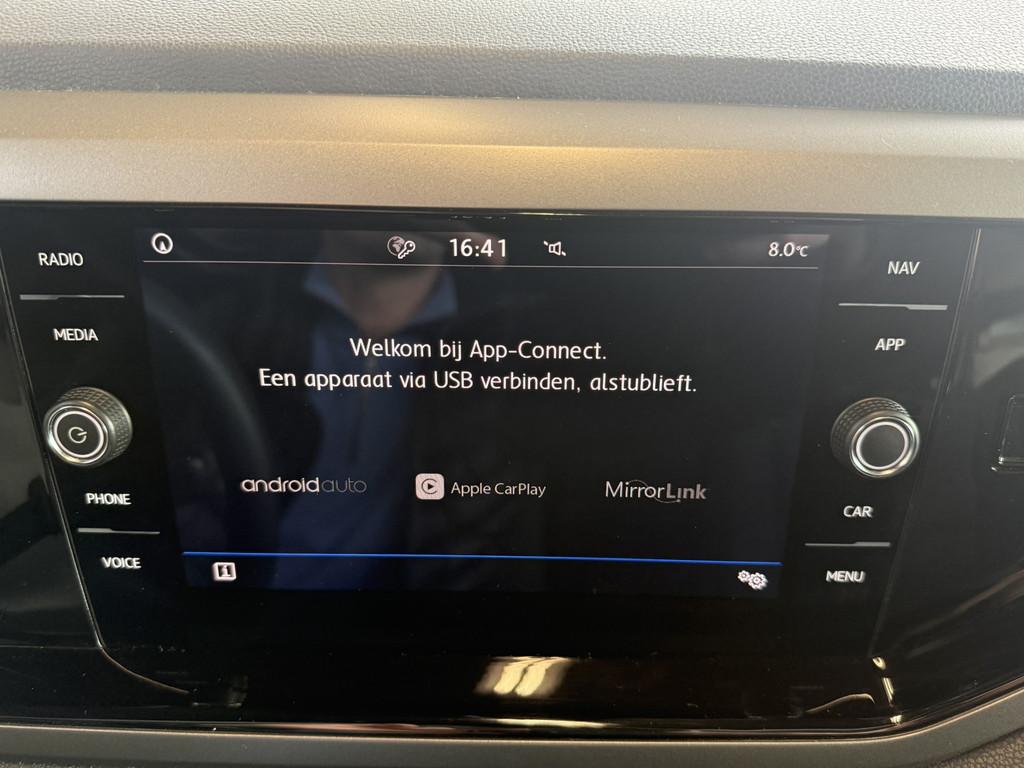 RADIO
MEDIA
PHONE
VOICE
16:41
8.0°C
Welkom bij App-Connect.
Een apparaat via USB verbinden, alstublieft.
androidauto
Apple CarPlay
MirrorLink
NAV
APP
CAR
MENU